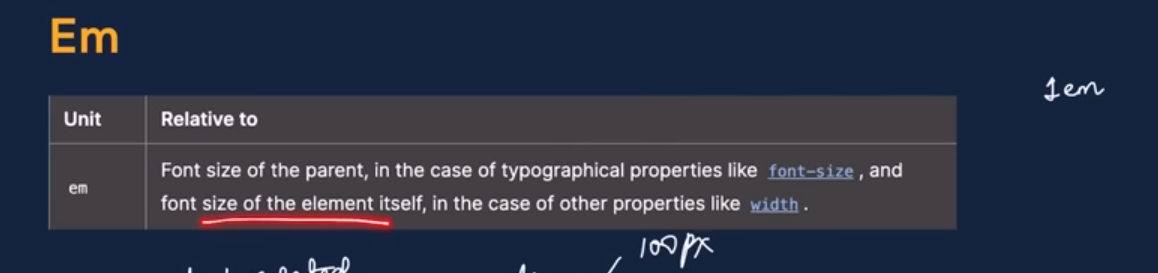 Em
1em
Unit
Relative to
em
Font size of the parent, in the case of typographical properties like font-size, and
font size of the element itself, in the case of other properties like width.
100px